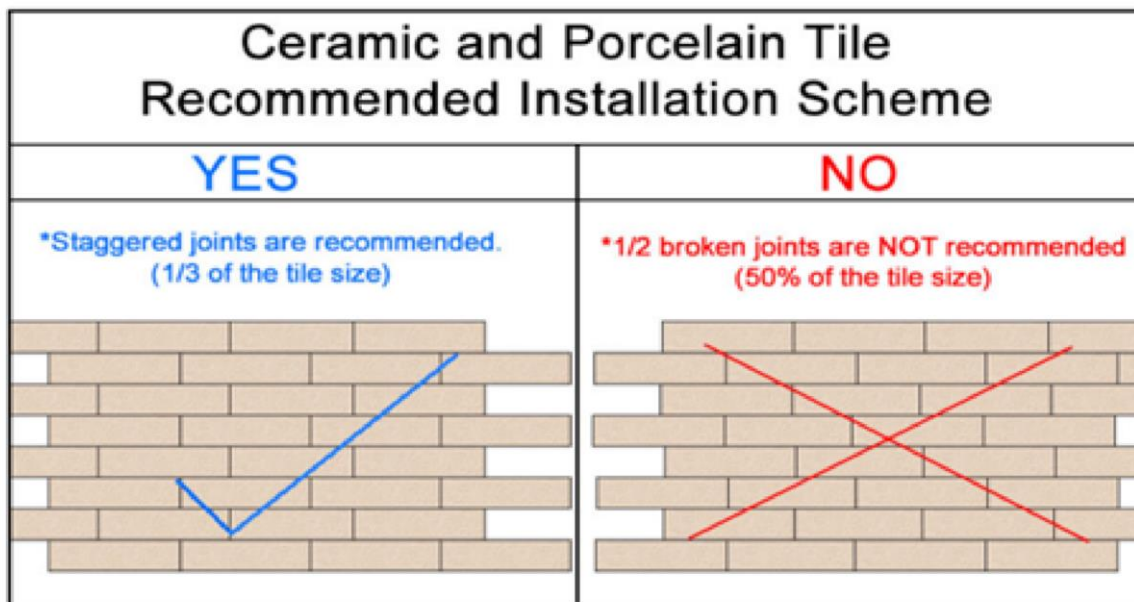 Ceramic and Porcelain Tile
Recommended Installation Scheme
YES
*Staggered joints are recommended.
(1/3 of the tile size)
NO
*1/2 broken joints are NOT recommended
(50% of the tile size)